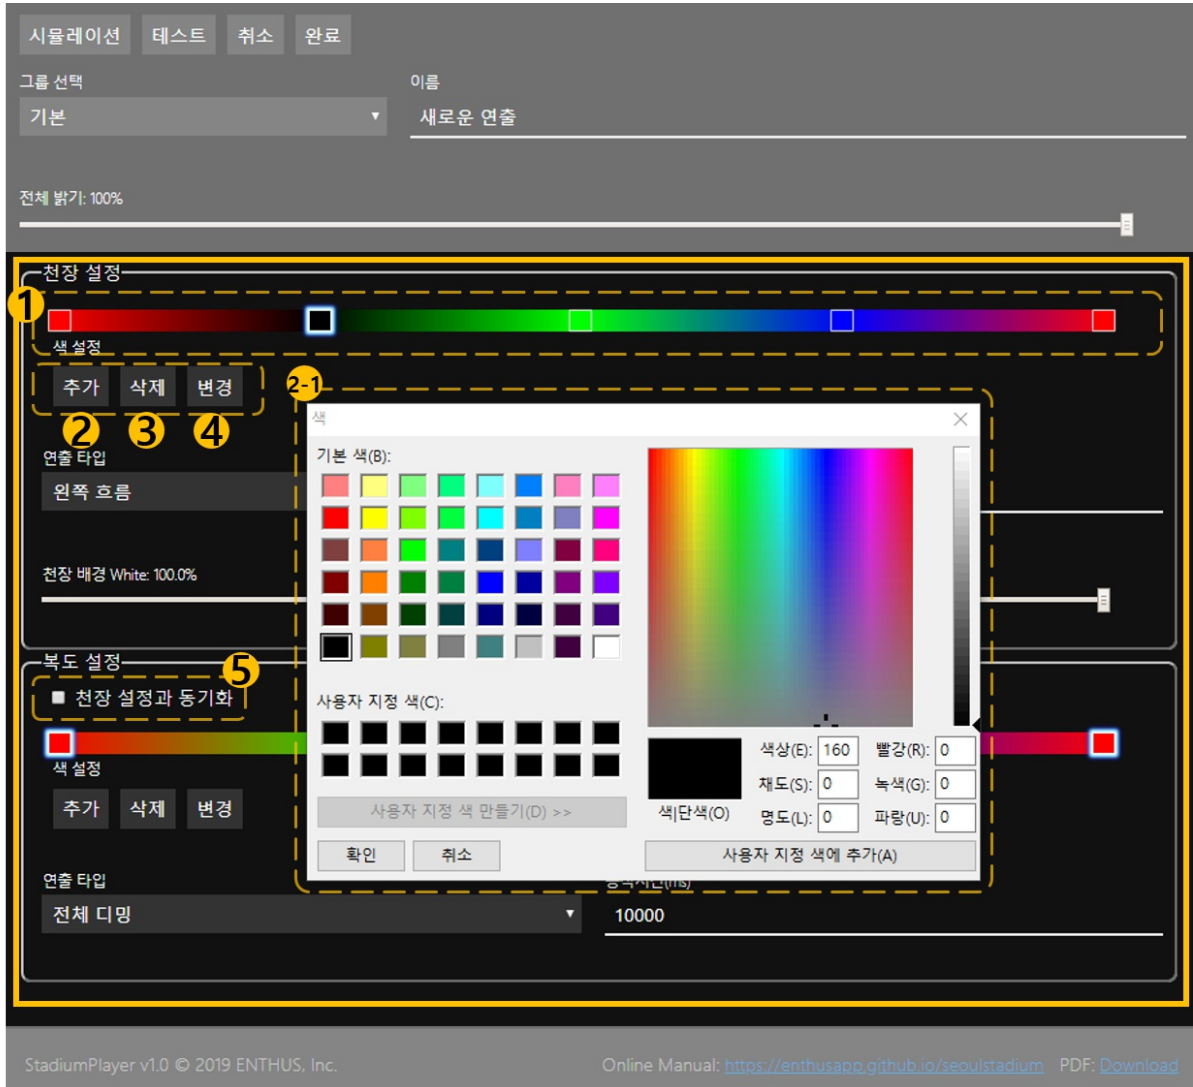 시뮬레이션 테스트 취소 완료
그룹 선택 이름
기본 새로운 연출
전체 밝기: 100%
천장 설정
1
색 설정
추가 삭제 변경
2 3 4
2-1
연출 타입
왼쪽 흐름
천장 배경 White: 100.0%
색
기본 색(B):
사용자 지정 색(C):
색상(E): 160 빨강(R): 0
채도(S): 0 녹색(G): 0
색|단색(O) 명도(L): 0 파랑(U): 0
사용자 지정 색 만들기(D) >>
확인 취소 사용자 지정 색에 추가(A)
복도 설정
5
천장 설정과 동기화
색 설정
추가 삭제 변경
연출 타입
전체 디밍 10000
StadiumPlayer v1.0 © 2019 ENTHUS, Inc. Online Manual: https://enthusapp.github.io/seoulstadium PDF: Download